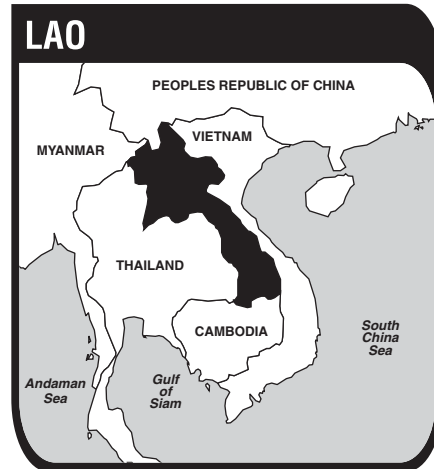 LAO
PEOPLES REPUBLIC OF CHINA
VIETNAM
MYANMAR
THAILAND
CAMBODIA
South
China
Sea
Andaman
Sea
Gulf
of
Siam